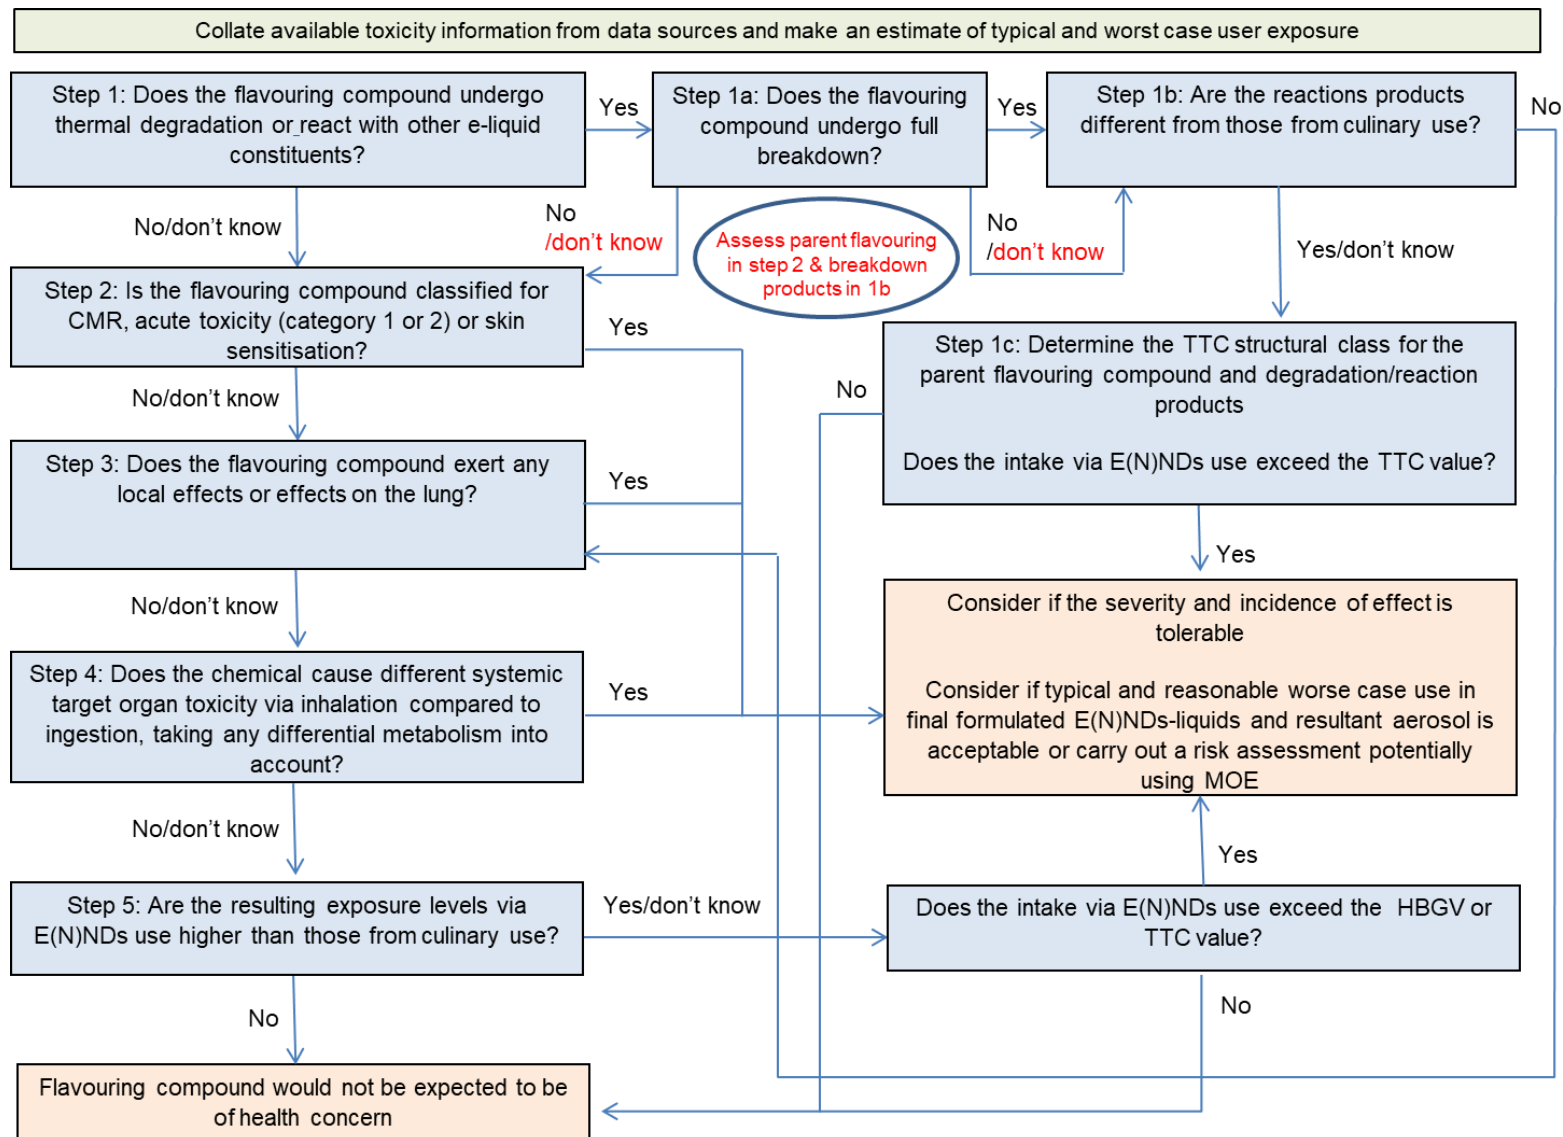 Collate available toxicity information from data sources and make an estimate of typical and worst case user exposure
Step 1: Does the flavouring compound undergo
thermal degradation or react with other e-liquid
constituents?
Yes
Step 1a: Does the flavouring
compound undergo full
breakdown?
Yes
Step 1b: Are the reactions products
different from those from culinary use?
No
No/don't know
No
/don't know
Assess parent flavouring
in step 2 & breakdown
products in 1b
No
/don't know
Yes/don't know
Step 2: Is the flavouring compound classified for
CMR, acute toxicity (category 1 or 2) or skin
sensitisation?
Yes
Step 1c: Determine the TTC structural class for the
parent flavouring compound and degradation/reaction
products
Does the intake via E(N)NDs use exceed the TTC value?
No
No/don't know
Step 3: Does the flavouring compound exert any
local effects or effects on the lung?
Yes
Yes
No/don't know
Consider if the severity and incidence of effect is
tolerable
Consider if typical and reasonable worse case use in
final formulated E(N)NDs-liquids and resultant aerosol is
acceptable or carry out a risk assessment potentially
using MOE
Step 4: Does the chemical cause different systemic
target organ toxicity via inhalation compared to
ingestion, taking any differential metabolism into
account?
Yes
No/don't know
Yes
Step 5: Are the resulting exposure levels via
E(N)NDs use higher than those from culinary use?
Yes/don't know
Does the intake via E(N)NDs use exceed the HBGV or
TTC value?
No
No
Flavouring compound would not be expected to be
of health concern